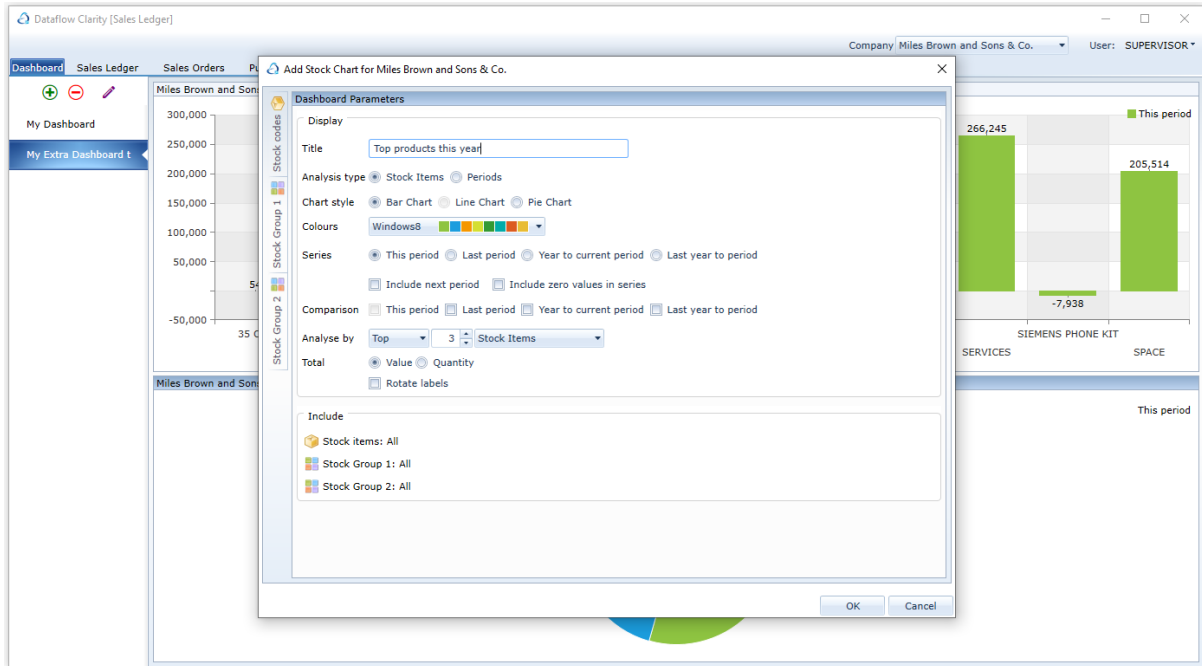 Dataflow Clarity [Sales Ledger]
Company Miles Brown and Sons & Co. User: SUPERVISOR
Dashboard Sales Ledger Sales Orders
My Dashboard
My Extra Dashboard t
Miles Brown and Son
300,000
250,000
200,000
150,000
100,000
50,000
-50,000
35
Miles Brown and Son
Add Stock Chart for Miles Brown and Sons & Co.
Stock codes
Stock Group 1
Stock Group 2
Dashboard Parameters
Display
Title Top products this year
Analysis type Stock Items Periods
Chart style Bar Chart Line Chart Pie Chart
Colours Windows8
Series This period Last period Year to current period Last year to period
Include next period Include zero values in series
Comparison This period Last period Year to current period Last year to period
Analyse by Top 3 Stock Items
Total Value Quantity
Rotate labels
Include
Stock items: All
Stock Group 1: All
Stock Group 2: All
OK Cancel
This period
266,245
205,514
-7,938
SIEMENS PHONE KIT
SERVICES SPACE
This period